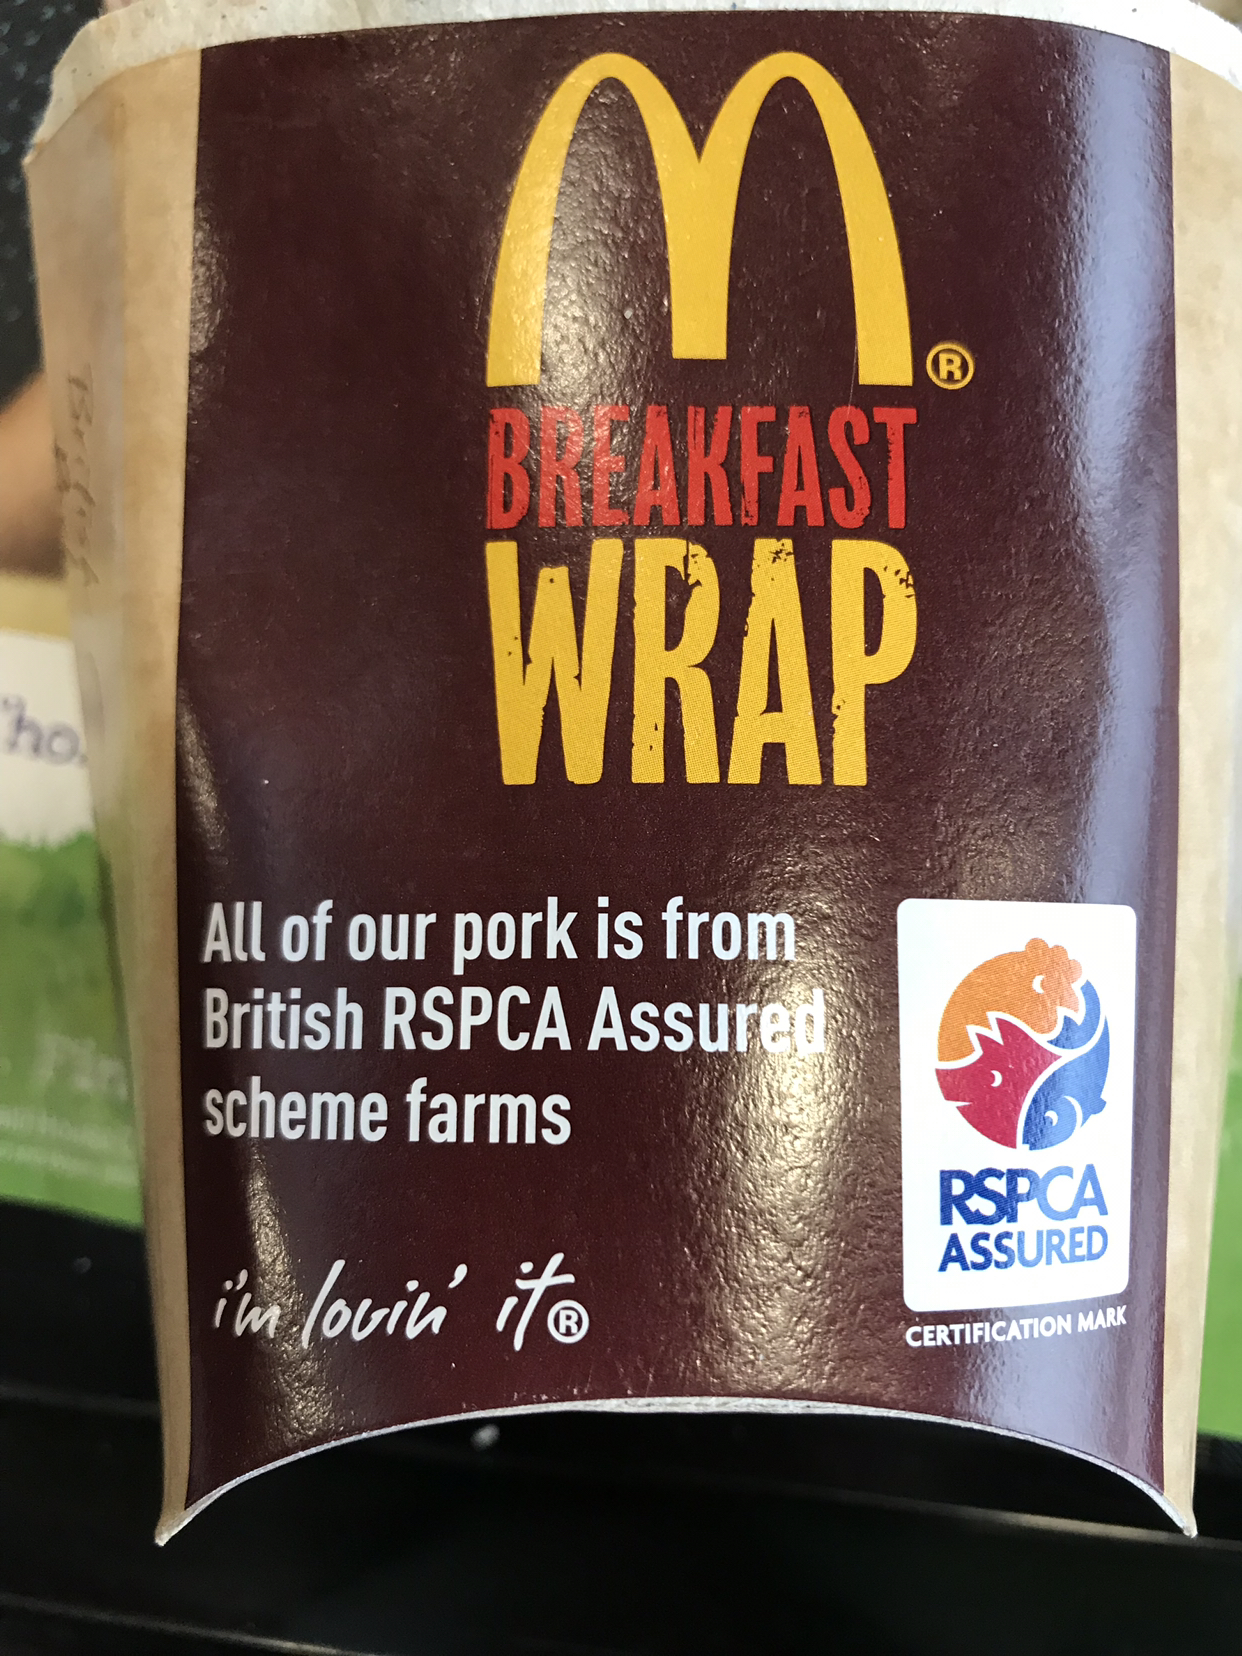 M®
BREAKFAST
WRAP
All of our pork is from
British RSPCA Assured
scheme farms
i'm lovin' it®
RSPCA
ASSURED
CERTIFICATION MARK